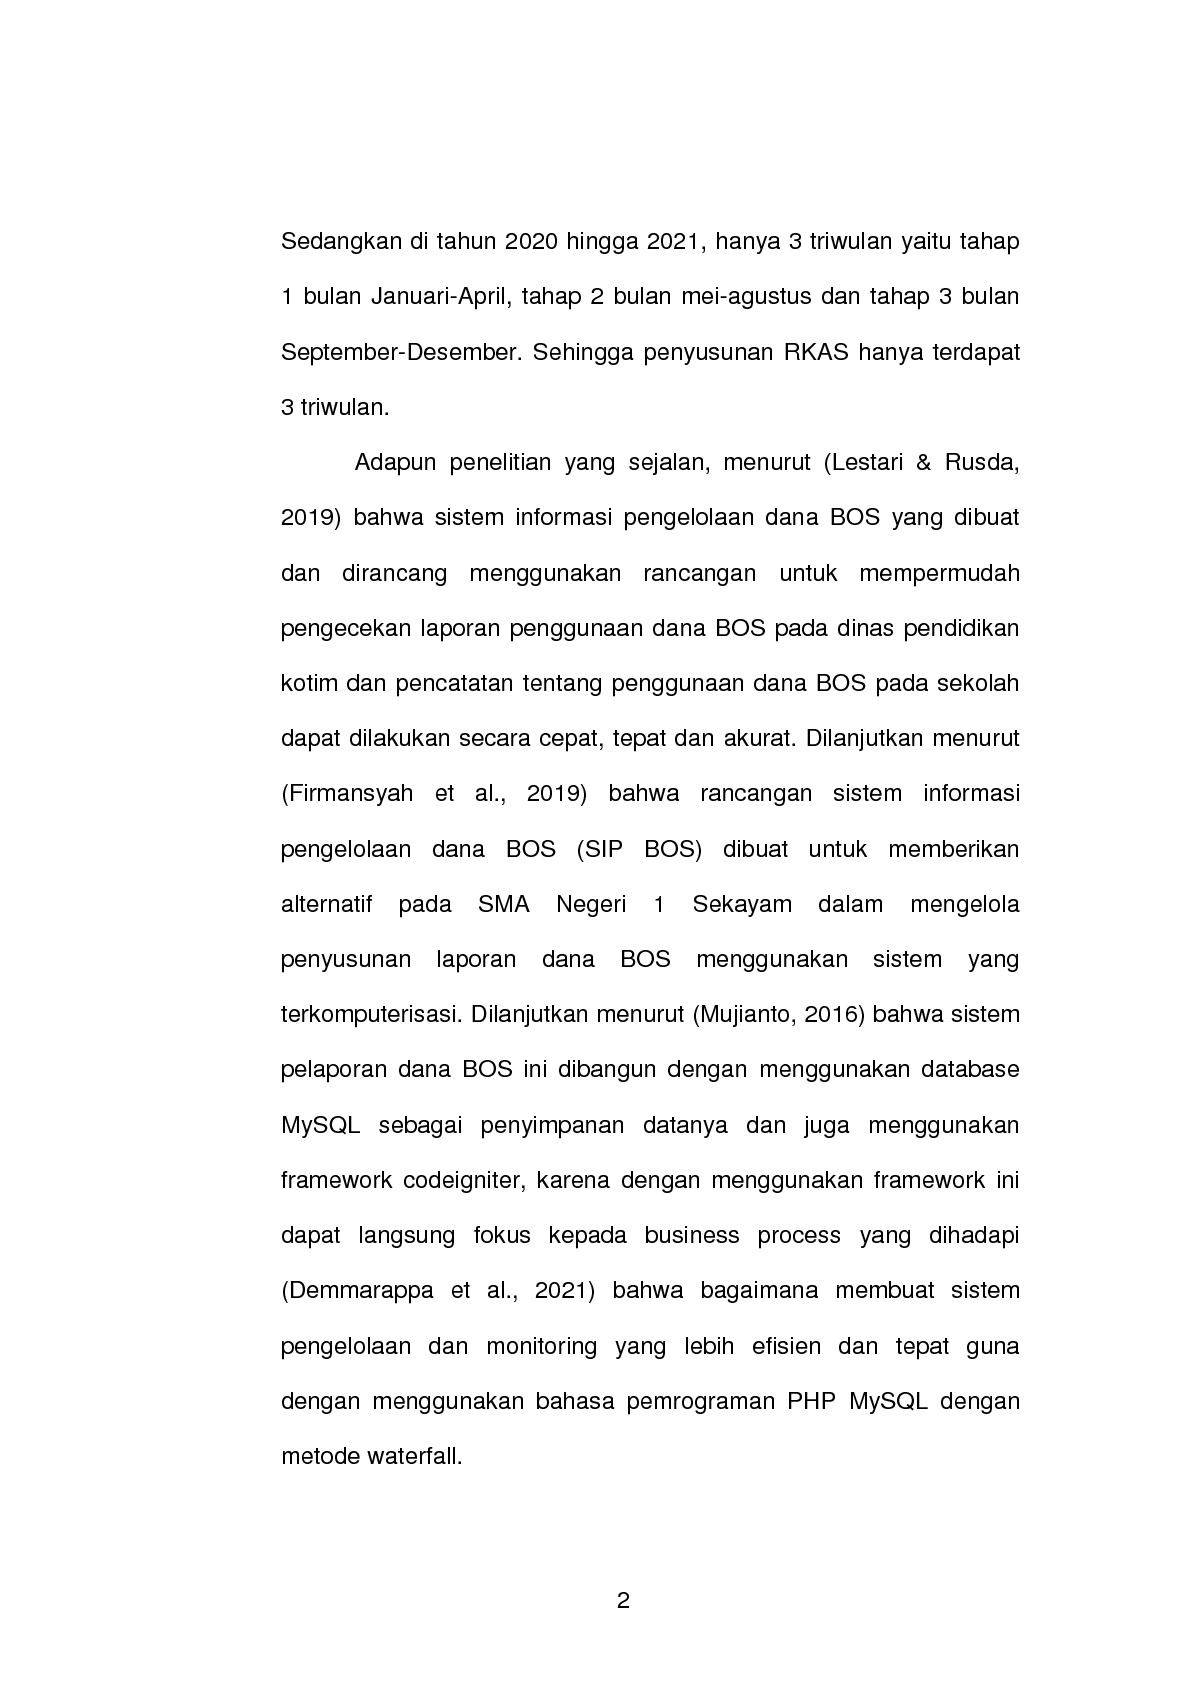 Sedangkan di tahun 2020 hingga 2021, hanya 3 triwulan yaitu tahap
1 bulan Januari-April, tahap 2 bulan mei-agustus dan tahap 3 bulan
September-Desember. Sehingga penyusunan RKAS hanya terdapat
3 triwulan.
Adapun penelitian yang sejalan, menurut (Lestari & Rusda,
2019) bahwa sistem informasi pengelolaan dana BOS yang dibuat
dan dirancang menggunakan rancangan untuk mempermudah
pengecekan laporan penggunaan dana BOS pada dinas pendidikan
kotim dan pencatatan tentang penggunaan dana BOS pada sekolah
dapat dilakukan secara cepat, tepat dan akurat. Dilanjutkan menurut
(Firmansyah et al., 2019) bahwa rancangan sistem informasi
pengelolaan dana BOS (SIP BOS) dibuat untuk memberikan
alternatif pada SMA Negeri 1 Sekayam dalam mengelola
penyusunan laporan dana BOS menggunakan sistem yang
terkomputerisasi. Dilanjutkan menurut (Mujianto, 2016) bahwa sistem
pelaporan dana BOS ini dibangun dengan menggunakan database
MySQL sebagai penyimpanan datanya dan juga menggunakan
framework codeigniter, karena dengan menggunakan framework ini
dapat langsung fokus kepada business process yang dihadapi
(Demmarappa et al., 2021) bahwa bagaimana membuat sistem
pengelolaan dan monitoring yang lebih efisien dan tepat guna
dengan menggunakan bahasa pemrograman PHP MySQL dengan
metode waterfall.
2